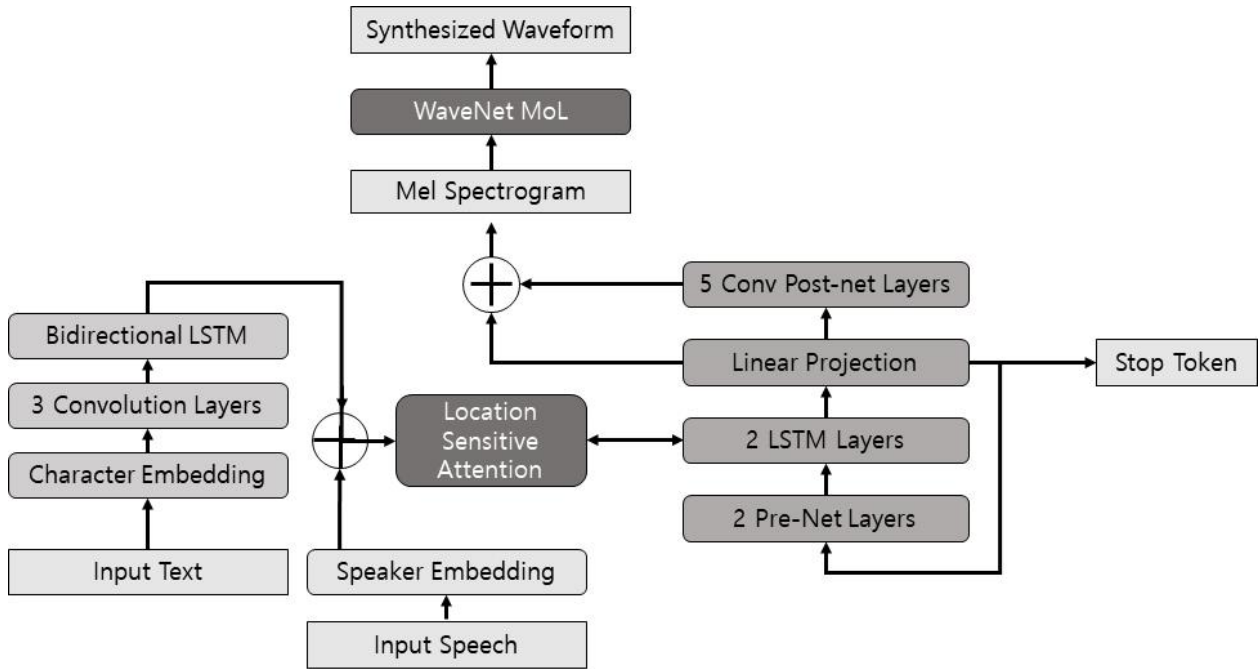 Synthesized Waveform
WaveNet MoL
Mel Spectrogram
5 Conv Post-net Layers
Bidirectional LSTM
Linear Projection
Stop Token
3 Convolution Layers
Location
Sensitive
Attention
2 LSTM Layers
Character Embedding
2 Pre-Net Layers
Input Text
Speaker Embedding
Input Speech